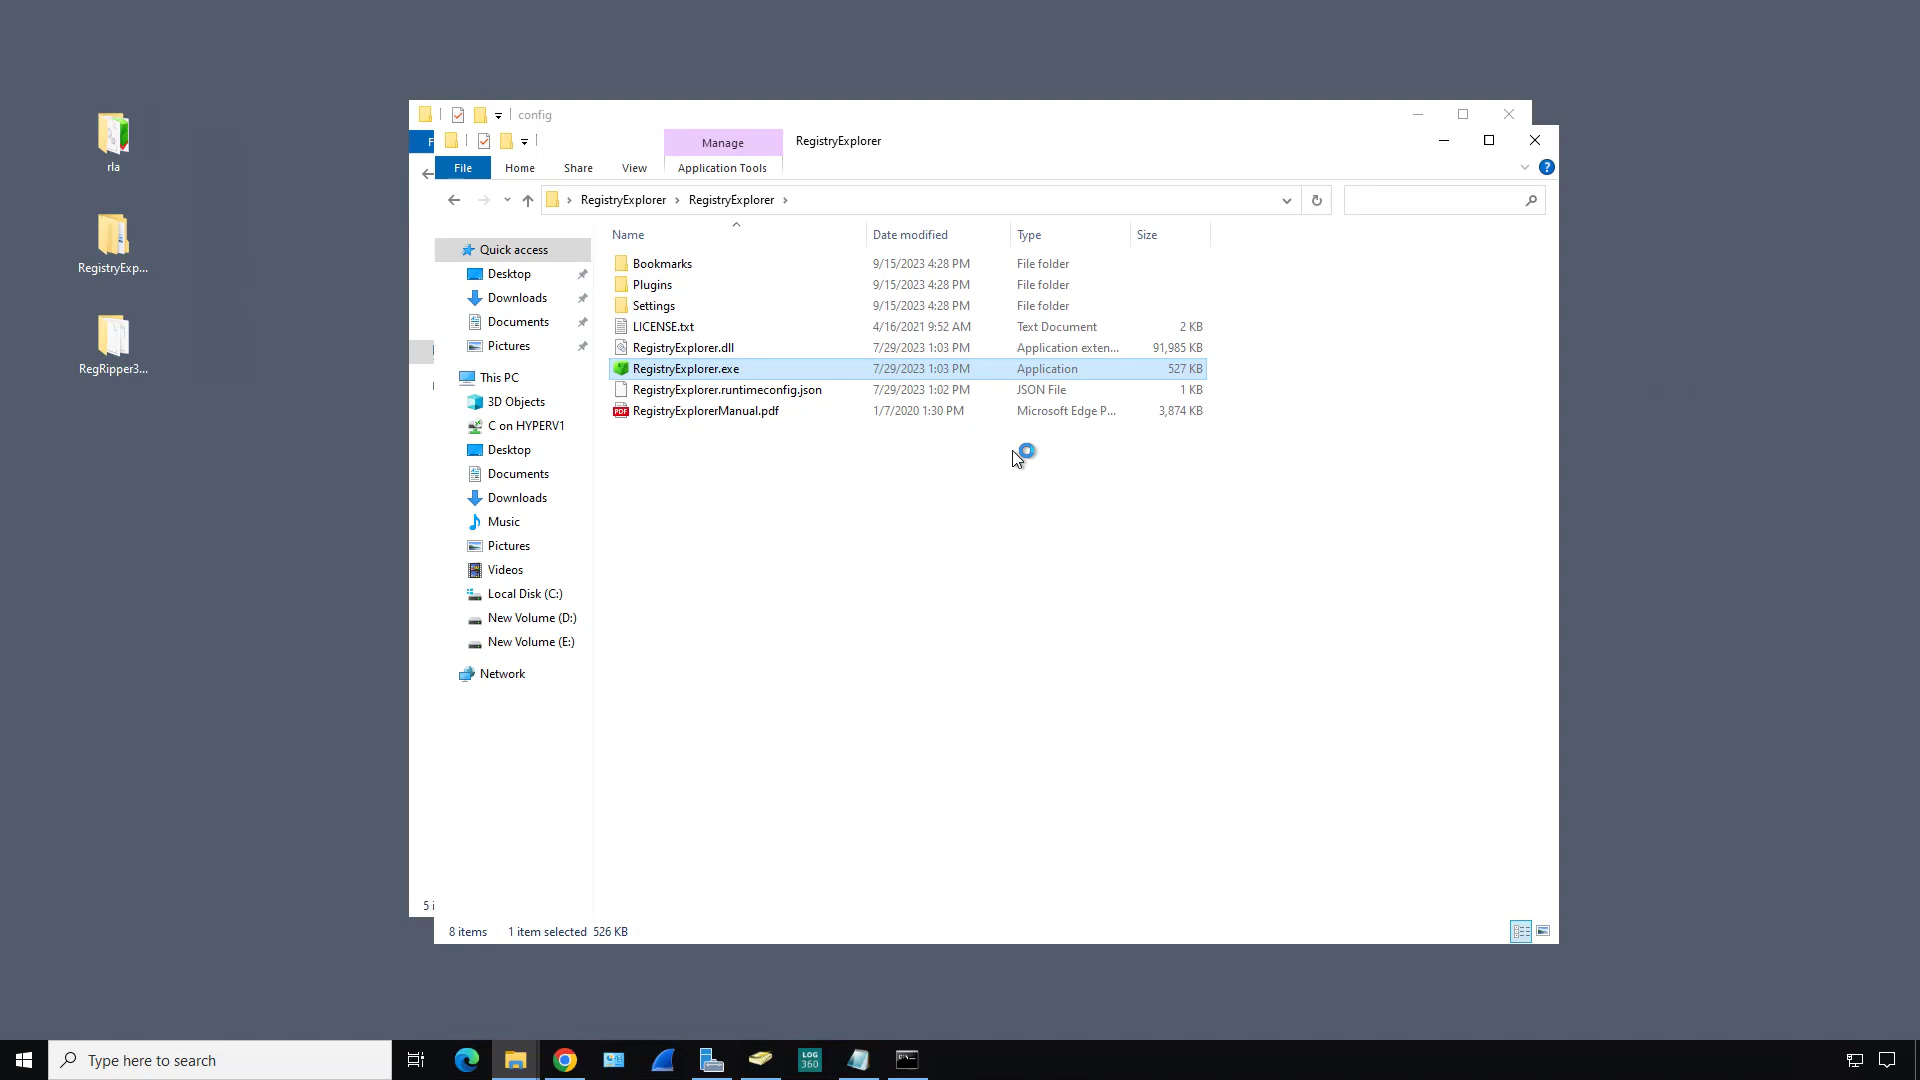 config
Manage
RegistryExplorer
F
File
Home
Share
View
Application Tools
RegistryExplorer
RegistryExplorer
Name
Date modified
Type
Size
Quick access
Desktop
Downloads
Documents
Pictures
This PC
3D Objects
C on HYPERV1
Desktop
Documents
Downloads
Music
Pictures
Videos
Local Disk (C:)
New Volume (D:)
New Volume (E:)
Network
Bookmarks 9/15/2023 4:28 PM File folder
Plugins 9/15/2023 4:28 PM File folder
Settings 9/15/2023 4:28 PM File folder
LICENSE.txt 4/16/2021 9:52 AM Text Document 2 KB
RegistryExplorer.dll 7/29/2023 1:03 PM Application exten... 91,985 KB
RegistryExplorer.exe 7/29/2023 1:03 PM Application 527 KB
RegistryExplorer.runtimeconfig.json 7/29/2023 1:02 PM JSON File 1 KB
PDF RegistryExplorerManual.pdf 1/7/2020 1:30 PM Microsoft Edge P... 3,874 KB
5 i
8 items 1 item selected 526 KB
rla
RegistryExp...
RegRipper3...
Type here to search
LOG
360